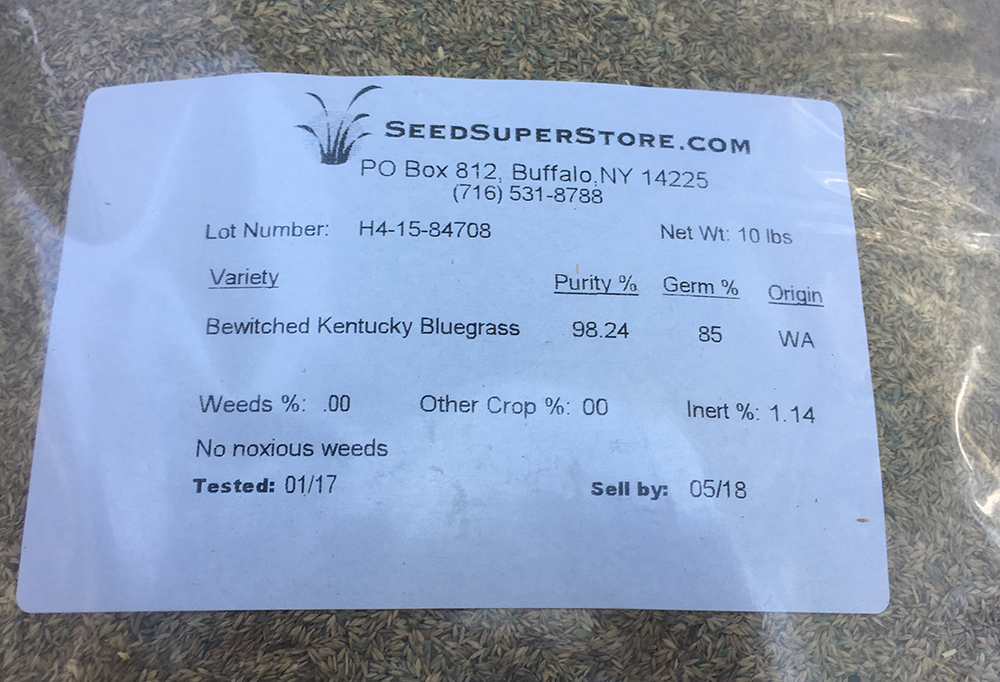 SEEDSUPERSTORE.COM
PO Box 812, Buffalo,NY 14225
(716) 531-8788
Lot Number: H4-15-84708 Net Wt: 10 lbs
Variety Purity % Germ % Origin
Bewitched Kentucky Bluegrass 98.24 85 WA
Weeds %: .00 Other Crop %: 00 Inert %: 1.14
No noxious weeds
Tested: 01/17 Sell by: 05/18